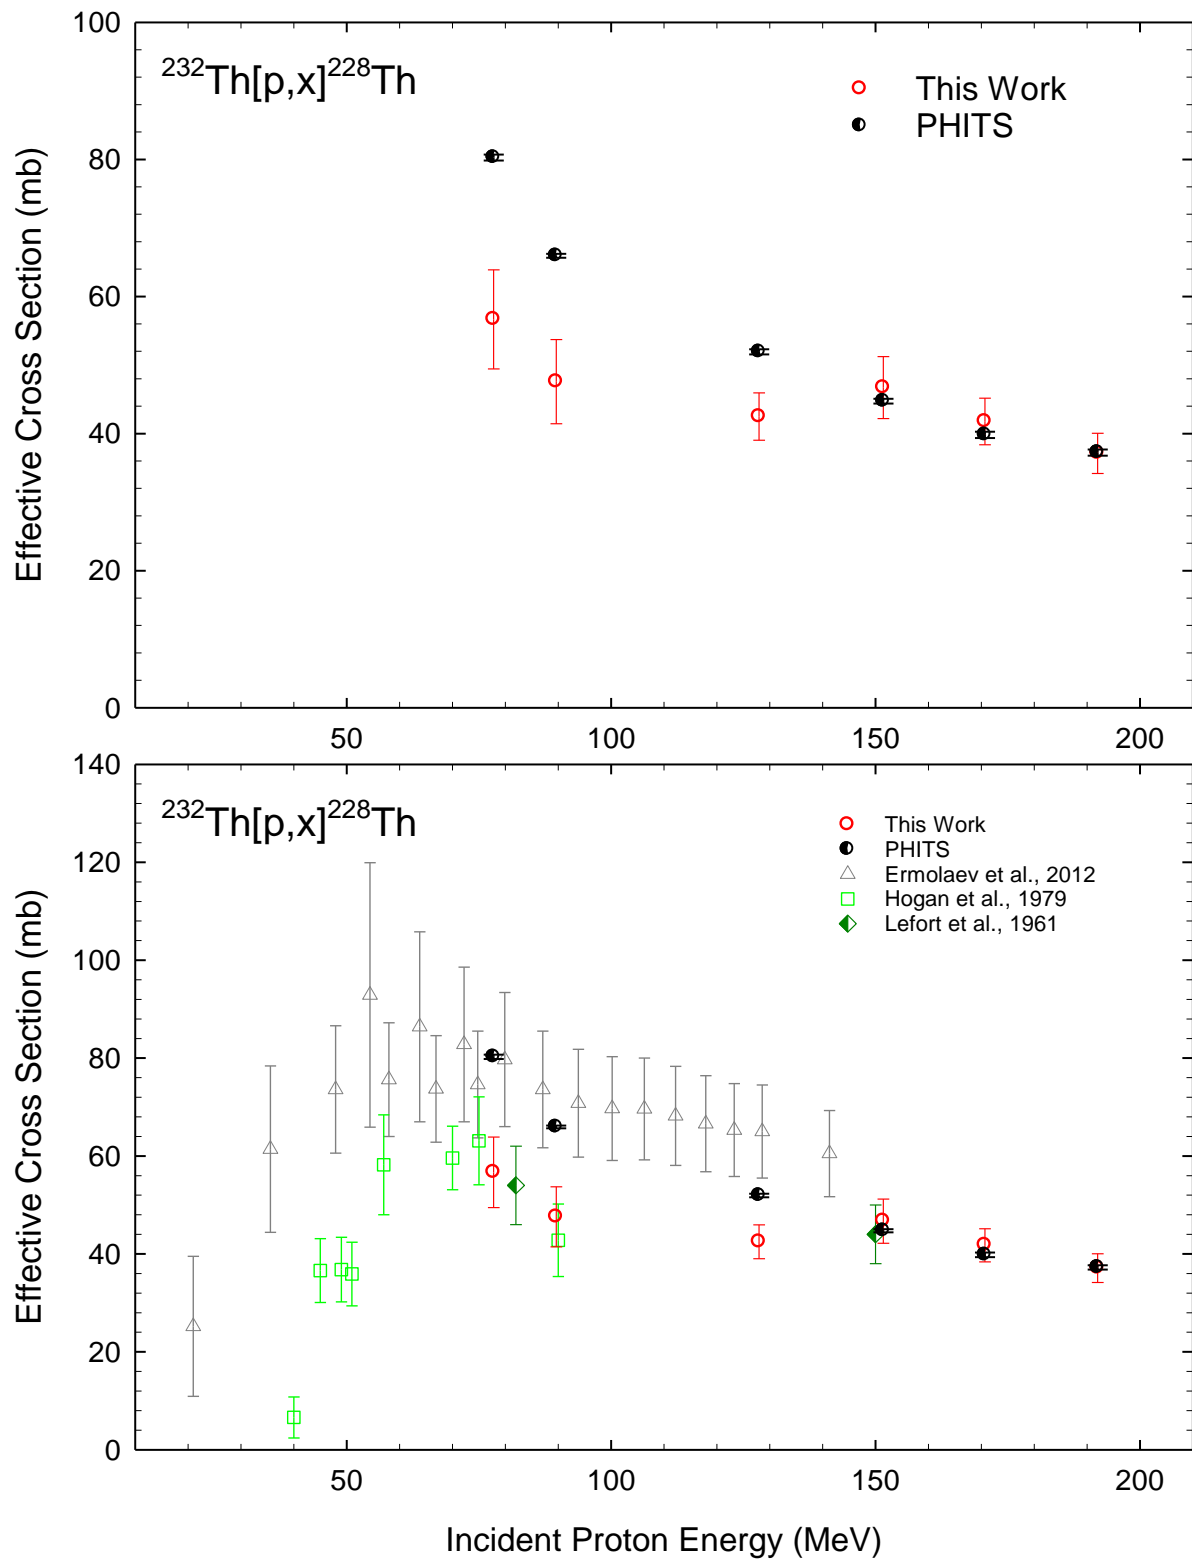 ²³²Th[p,x]²²⁸Th
This Work
PHITS
Effective Cross Section (mb)
100
80
60
40
20
0
50 100 150 200
²³²Th[p,x]²²⁸Th
This Work
PHITS
Ermolaev et al., 2012
Hogan et al., 1979
Lefort et al., 1961
Effective Cross Section (mb)
140
120
100
80
60
40
20
0
50 100 150 200
Incident Proton Energy (MeV)